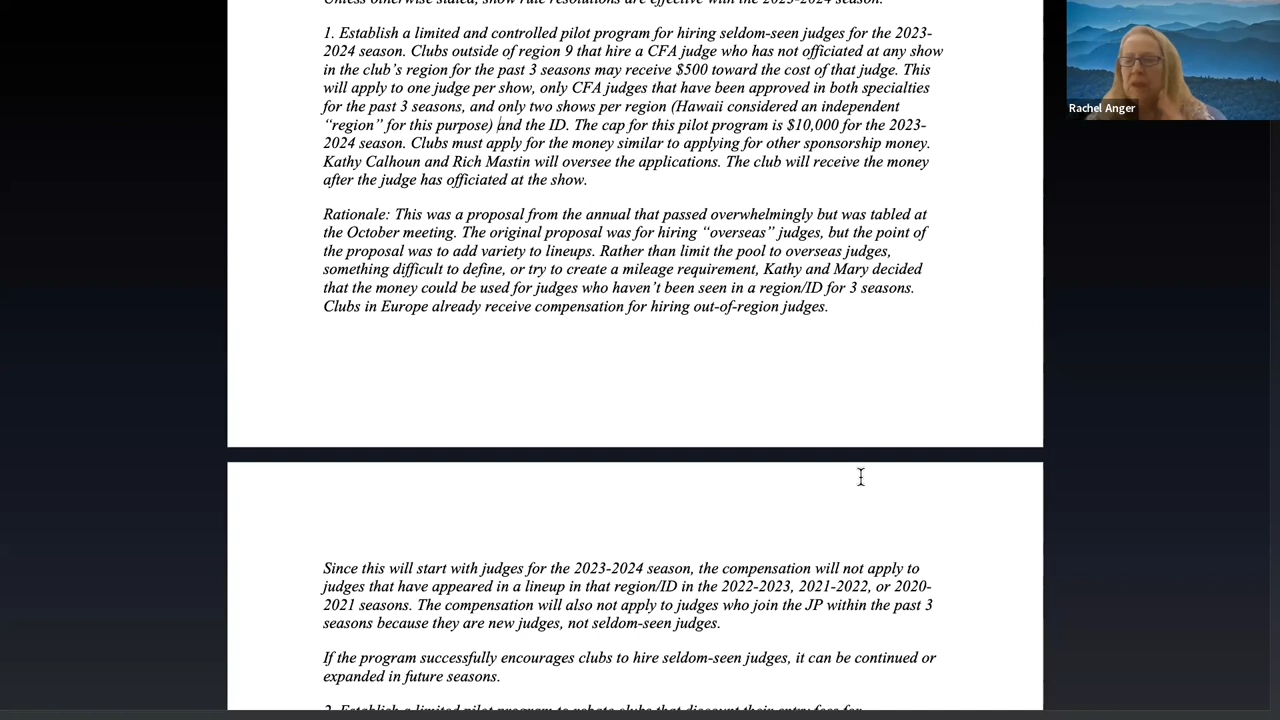 Unless otherwise stated, show rule resolutions are effective with the 2023-2024 season.
1. Establish a limited and controlled pilot program for hiring seldom-seen judges for the 2023-
2024 season. Clubs outside of region 9 that hire a CFA judge who has not officiated at any show
in the club's region for the past 3 seasons may receive $500 toward the cost of that judge. This
will apply to one judge per show, only CFA judges that have been approved in both specialties
for the past 3 seasons, and only two shows per region (Hawaii considered an independent
“region” for this purpose) and the ID. The cap for this pilot program is $10,000 for the 2023-
2024 season. Clubs must apply for the money similar to applying for other sponsorship money.
Kathy Calhoun and Rich Mastin will oversee the applications. The club will receive the money
after the judge has officiated at the show.
Rationale: This was a proposal from the annual that passed overwhelmingly but was tabled at
the October meeting. The original proposal was for hiring “overseas” judges, but the point of
the proposal was to add variety to lineups. Rather than limit the pool to overseas judges,
something difficult to define, or try to create a mileage requirement, Kathy and Mary decided
that the money could be used for judges who haven't been seen in a region/ID for 3 seasons.
Clubs in Europe already receive compensation for hiring out-of-region judges.
Since this will start with judges for the 2023-2024 season, the compensation will not apply to
judges that have appeared in a lineup in that region/ID in the 2022-2023, 2021-2022, or 2020-
2021 seasons. The compensation will also not apply to judges who join the JP within the past 3
seasons because they are new judges, not seldom-seen judges.
If the program successfully encourages clubs to hire seldom-seen judges, it can be continued or
expanded in future seasons.
2. Establish a limited pilot program to rebate clubs that discount their entry fees for
Rachel Anger